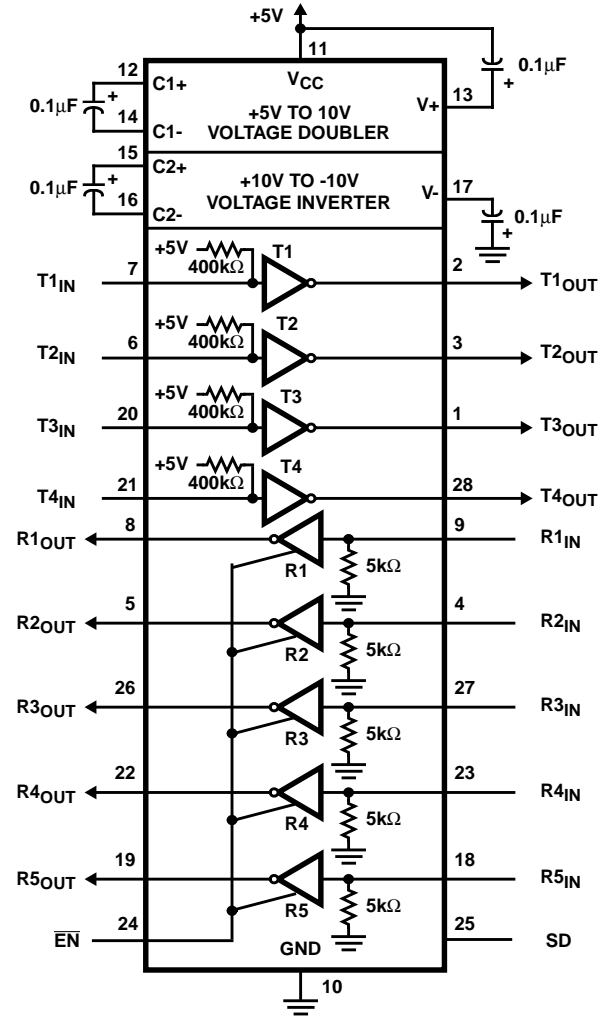 +5V
11
12
C1+
VCC
0.1µF
+
+
0.1µF
13
V+
+5V TO 10V
VOLTAGE DOUBLER
14
C1-
15
C2+
0.1µF
+
+10V TO -10V
VOLTAGE INVERTER
17
V-
16
C2-
0.1µF
+
+5V
400kΩ
T1
T1IN
7
2
T1OUT
+5V
400kΩ
T2
T2IN
6
3
T2OUT
+5V
400kΩ
T3
T3IN
20
1
T3OUT
+5V
400kΩ
T4
T4IN
21
28
T4OUT
R1OUT
8
9
R1IN
R1
5kΩ
R2OUT
5
4
R2IN
R2
5kΩ
R3OUT
26
27
R3IN
R3
5kΩ
R4OUT
22
23
R4IN
R4
5kΩ
R5OUT
19
18
R5IN
R5
5kΩ
EN
24
GND
25
SD
10